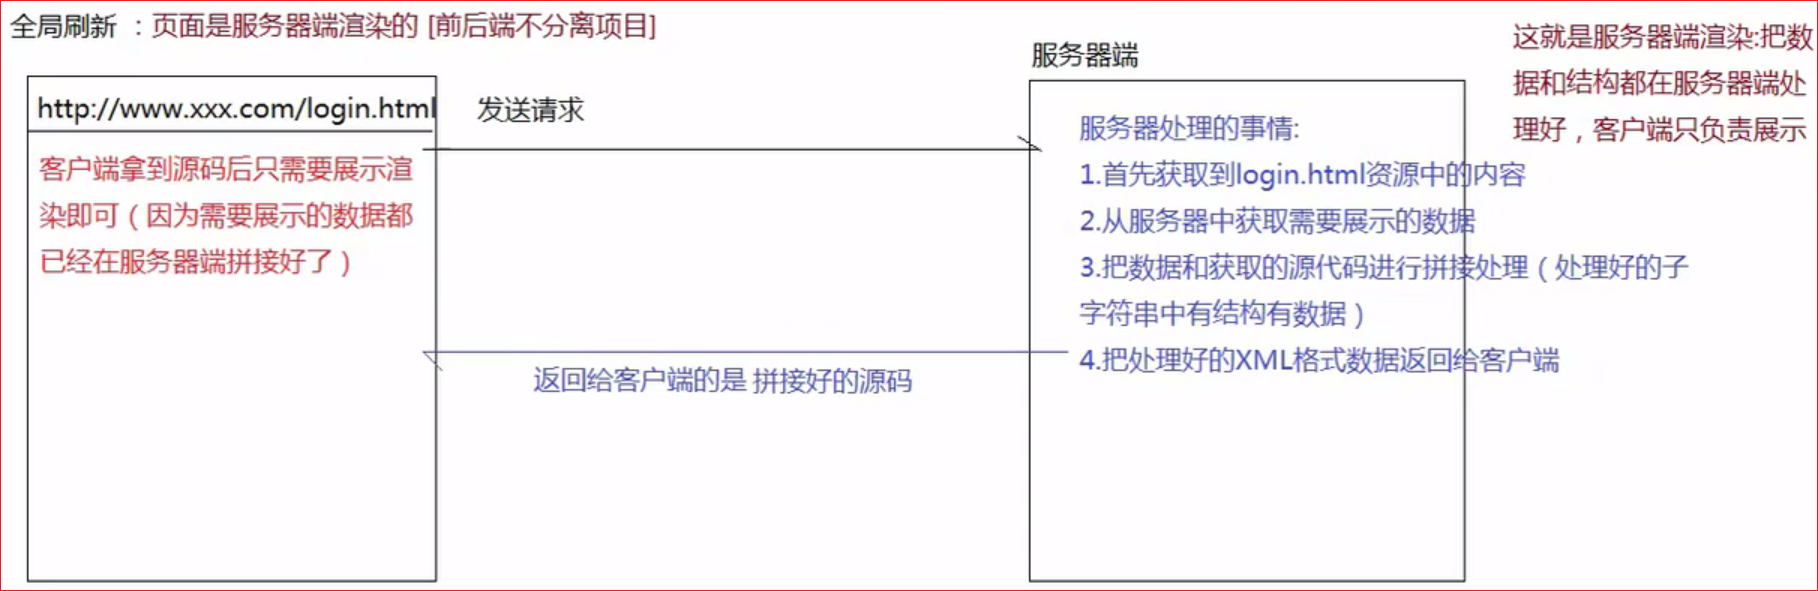 全局刷新 ：页面是服务器端渲染的 [前后端不分离项目]
http://www.xxx.com/login.html
客户端拿到源码后只需要展示渲
染即可（因为需要展示的数据都
已经在服务器端拼接好了）
发送请求
返回给客户端的是 拼接好的源码
服务器端
服务器处理的事情:
1.首先获取到login.html资源中的内容
2.从服务器中获取需要展示的数据
3.把数据和获取的源代码进行拼接处理（处理好的子
字符串中有结构有数据）
4.把处理好的XML格式数据返回给客户端
这就是服务器端渲染:把数
据和结构都在服务器端处
理好，客户端只负责展示